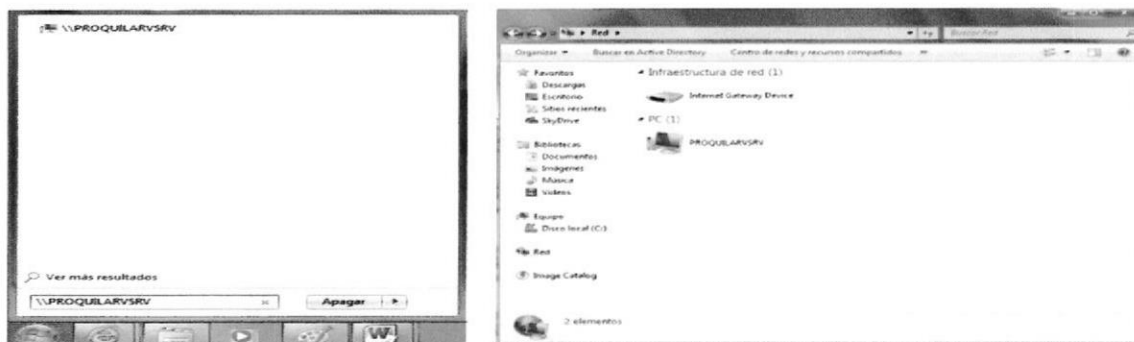 \\PROQUILARVSRV
Ver más resultados
\\PROQUILARVSRV
Apagar
Red
Buscar Red
Organizar
Buscar en Active Directory
Centro de redes y recursos compartidos
Favoritos
Descargas
Escritorio
Sitios recientes
SkyDrive
Bibliotecas
Documentos
Imágenes
Música
Vídeos
Equipo
Disco local (C:)
Red
Image Catalog
Infraestructura de red (1)
Internet Gateway Device
PC (1)
PROQUILARVSRV
2 elementos